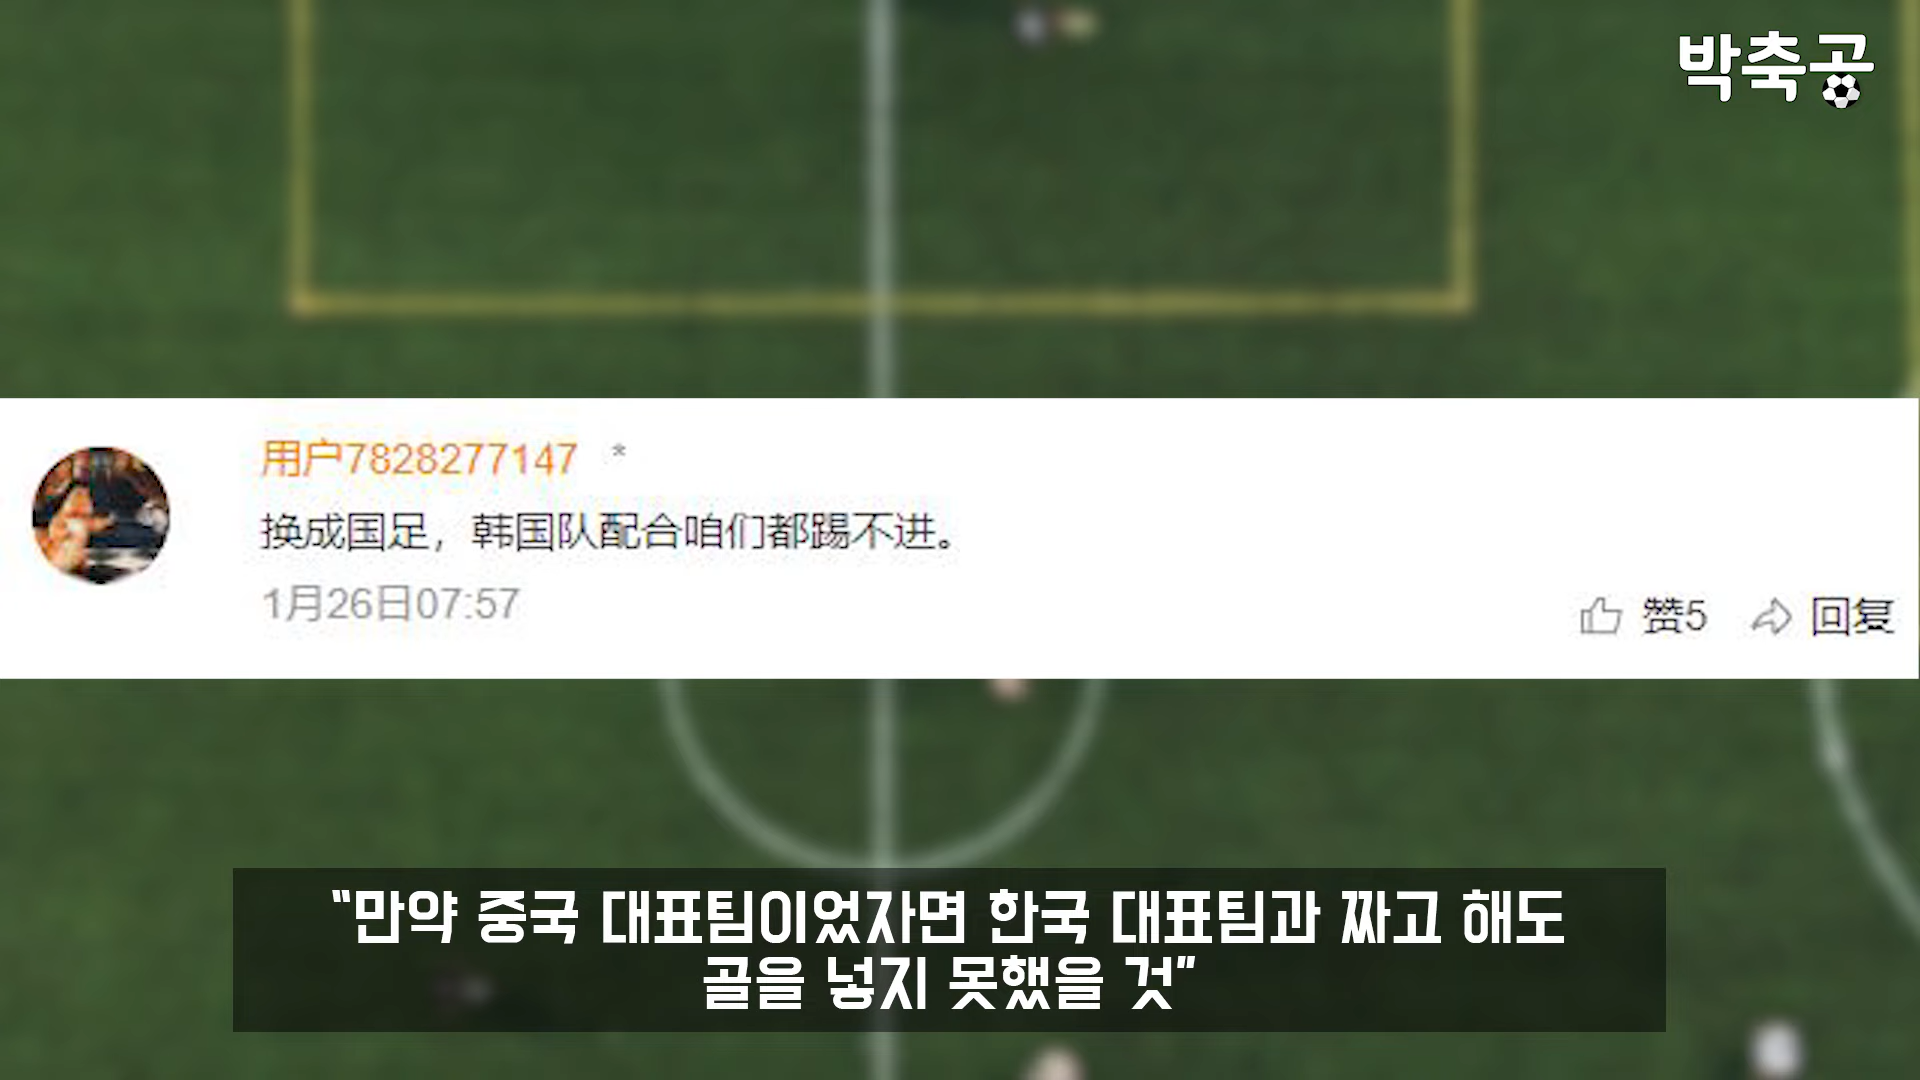 박축공
用户7828277147 *
换成国足，韩国队配合咱们都踢不进。
1月26日07:57
赞5 回复
“만약 중국 대표팀이었자면 한국 대표팀과 짜고 해도
골을 넣지 못했을 것”